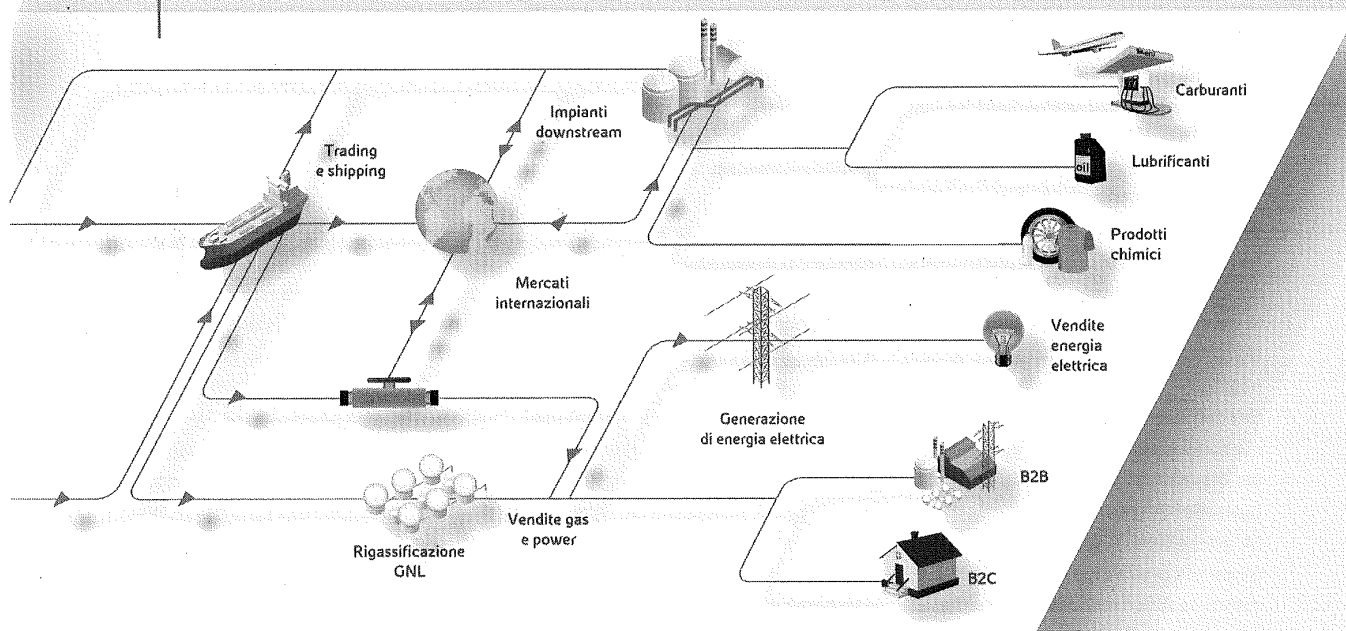 Carburanti
Impianti
downstream
Trading
e shipping
Lubrificanti
oil
Prodotti
chimici
Mercati
internazionali
Vendite
energia
elettrica
Generazione
di energia elettrica
B2B
Vendite gas
e power
Rigassificazione
GNL
B2C